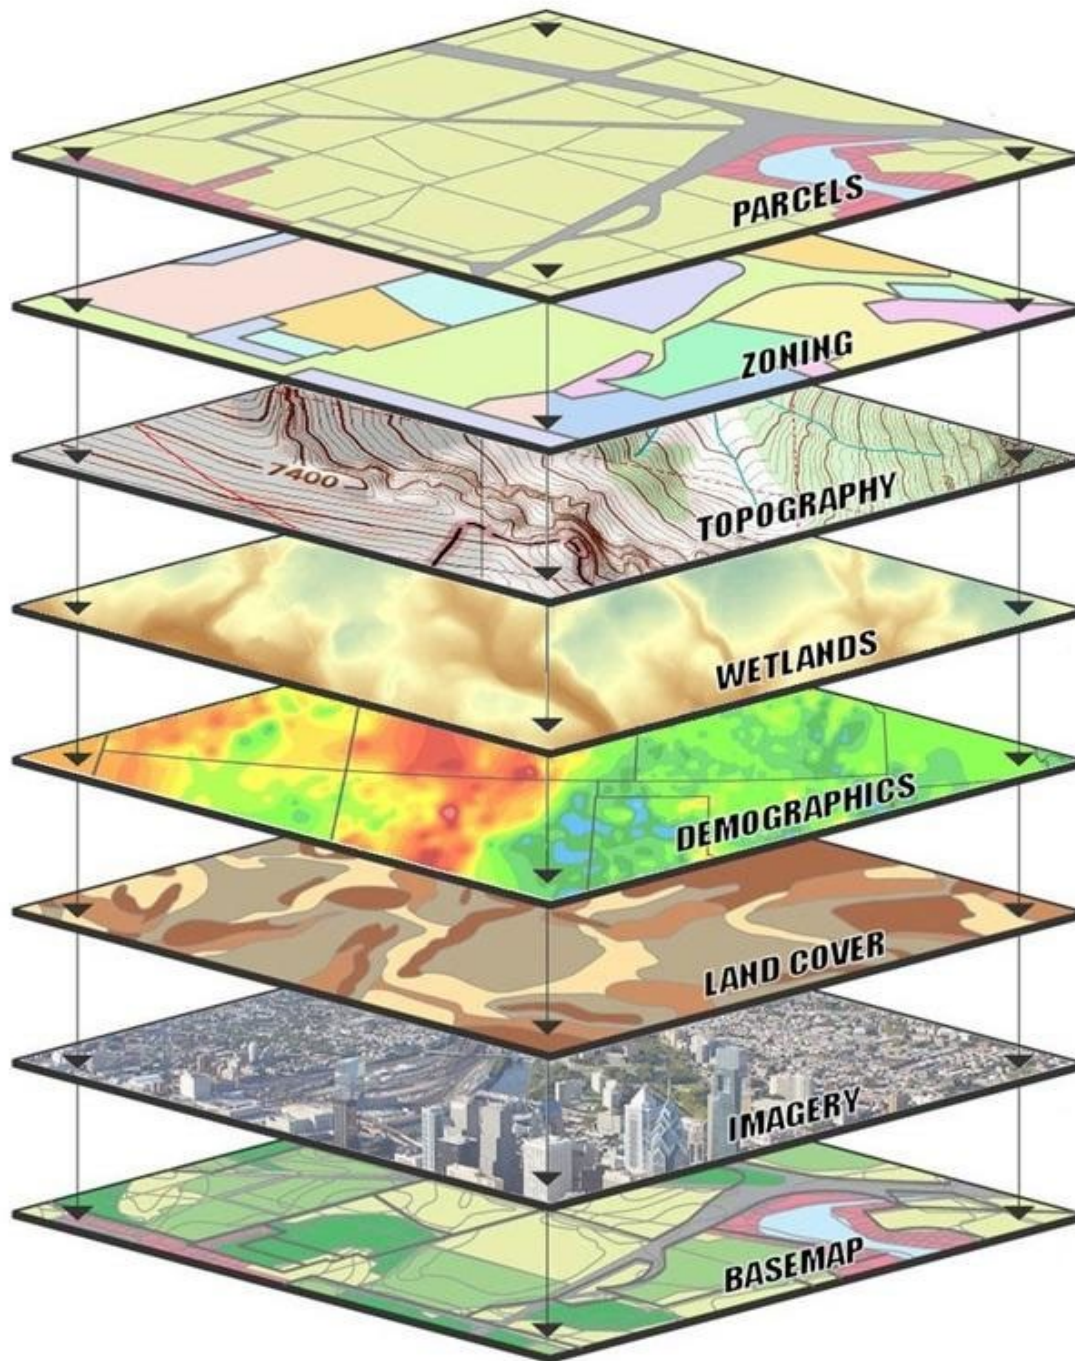 PARCELS
ZONING
7400
TOPOGRAPHY
WETLANDS
DEMOGRAPHICS
LAND COVER
IMAGERY
BASEMAP